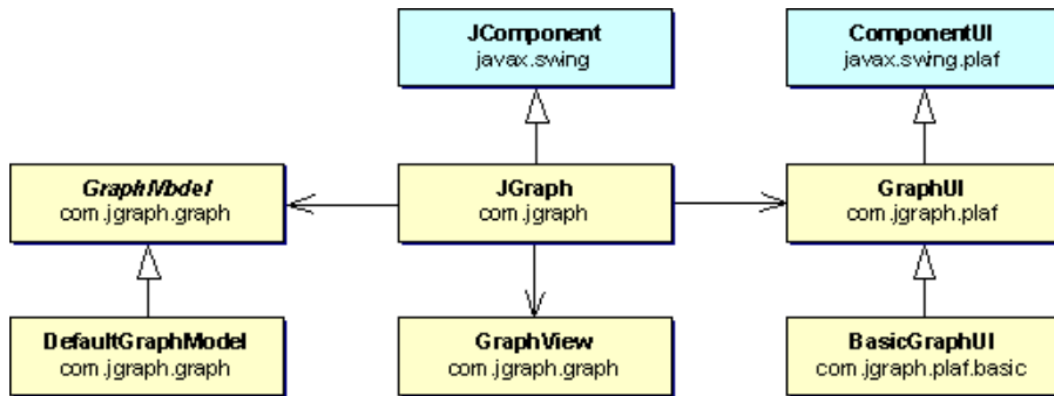 JComponent
javax.swing
ComponentUI
javax.swing.plaf
GraphModel
com.jgraph.graph
JGraph
com.jgraph
GraphUI
com.jgraph.plaf
DefaultGraphModel
com.jgraph.graph
GraphView
com.jgraph.graph
BasicGraphUI
com.jgraph.plaf.basic